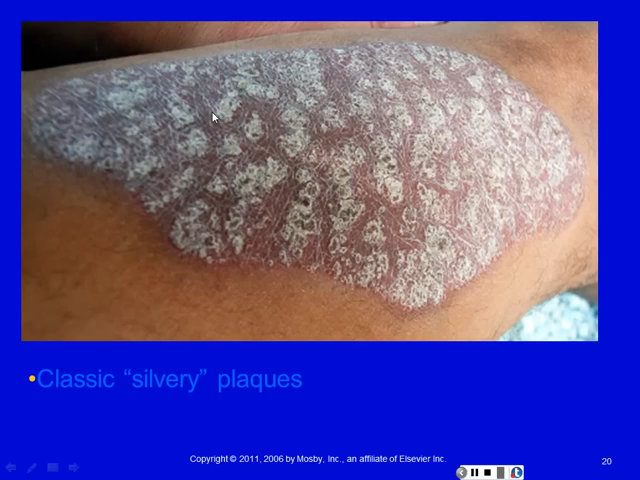 •Classic “silvery” plaques
Copyright © 2011, 2006 by Mosby, Inc., an affiliate of Elsevier Inc.
20